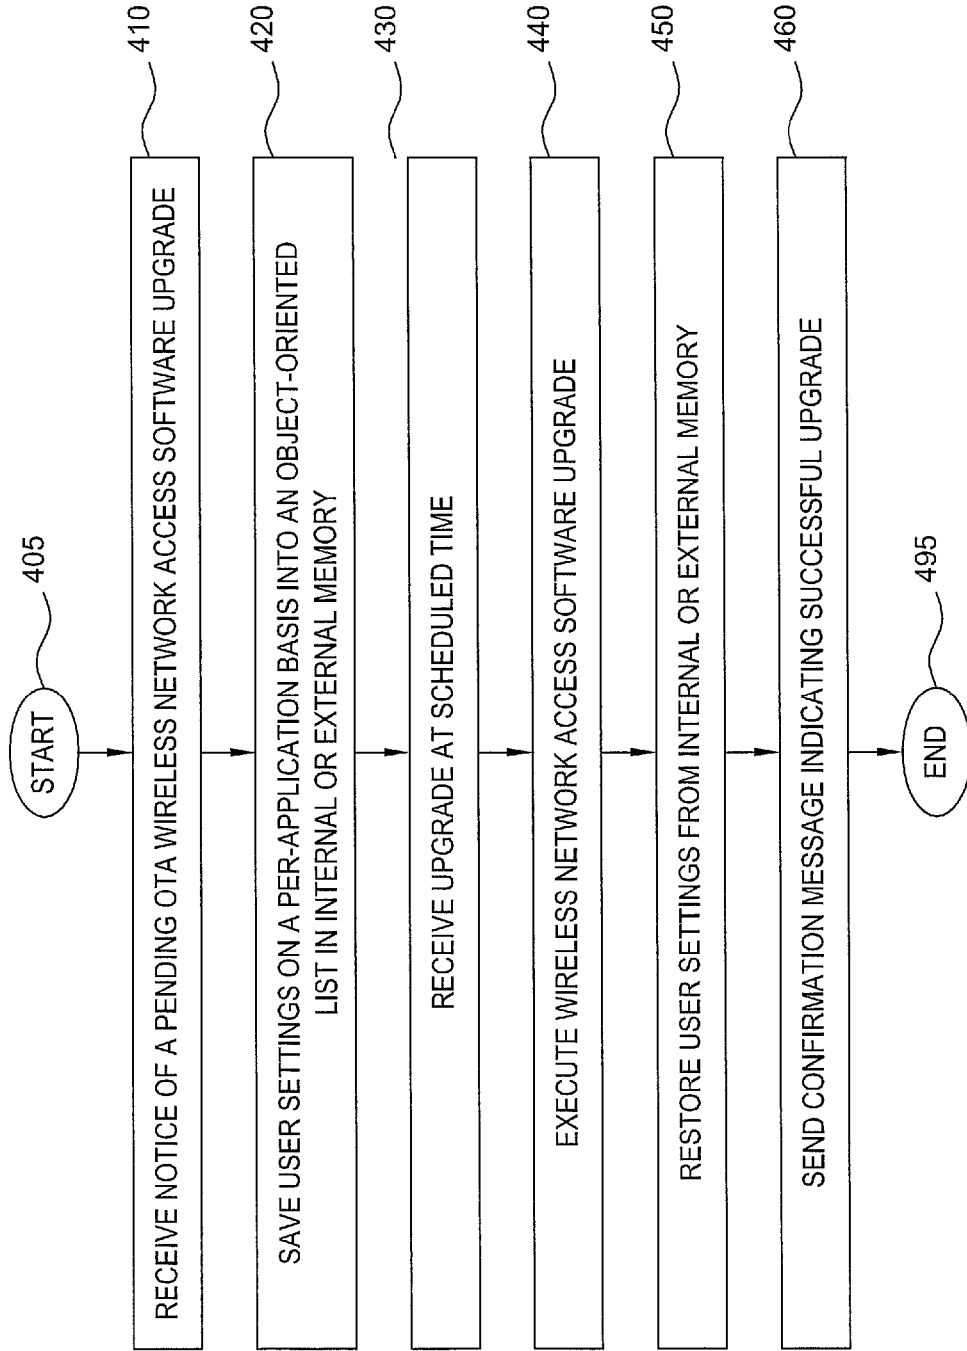 START
405
RECEIVE NOTICE OF A PENDING OTA WIRELESS NETWORK ACCESS SOFTWARE UPGRADE
410
SAVE USER SETTINGS ON A PER-APPLICATION BASIS INTO AN OBJECT-ORIENTED
LIST IN INTERNAL OR EXTERNAL MEMORY
420
RECEIVE UPGRADE AT SCHEDULED TIME
430
EXECUTE WIRELESS NETWORK ACCESS SOFTWARE UPGRADE
440
RESTORE USER SETTINGS FROM INTERNAL OR EXTERNAL MEMORY
450
SEND CONFIRMATION MESSAGE INDICATING SUCCESSFUL UPGRADE
460
END
495